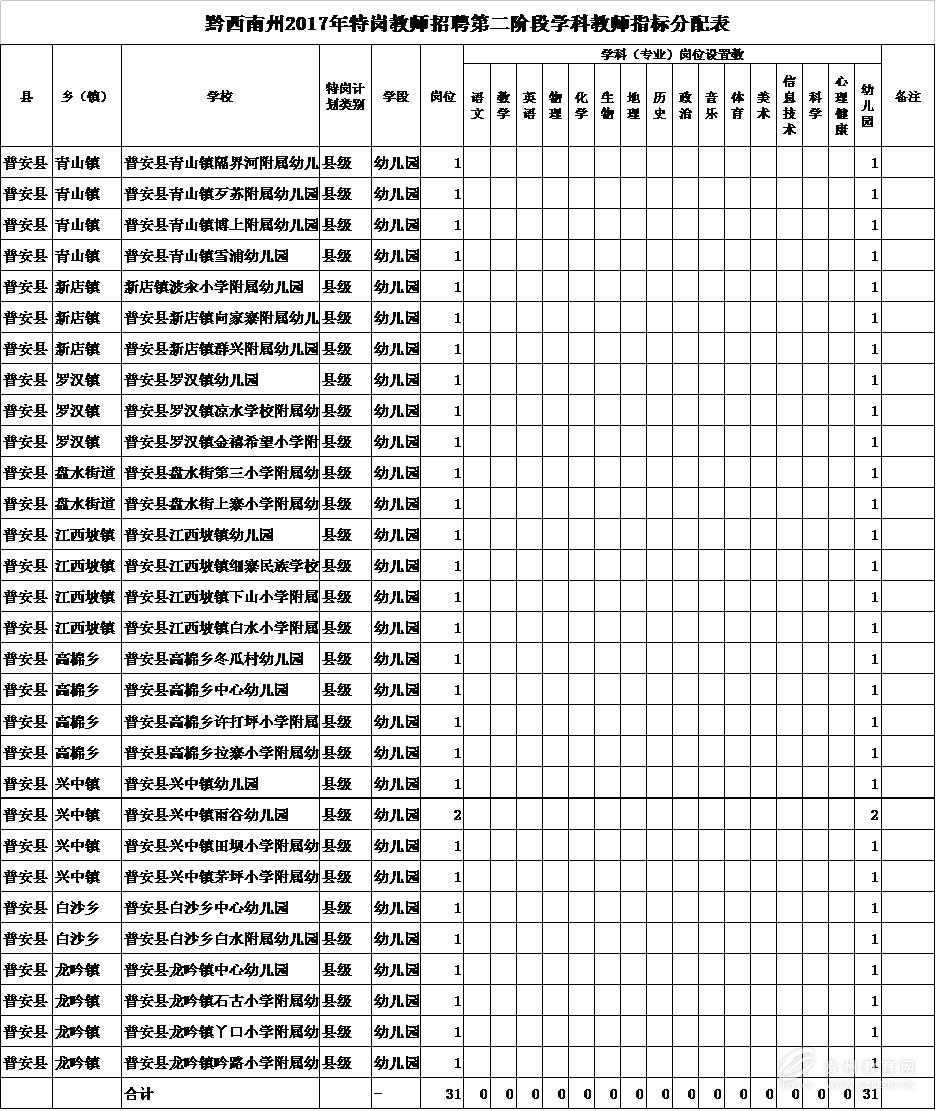 黔西南州2017年特岗教师招聘第二阶段学科教师指标分配表
县 乡（镇） 学校 特岗计划类别 学段 岗位 学科（专业）岗位设置数 备注
语文 数学 英语 物理 化学 生物 地理 历史 政治 音乐 体育 美术 信息技术 科学 心理健康 幼儿园
普安县 青山镇 普安县青山镇隔界河附属幼儿 县级 幼儿园 1 1
普安县 青山镇 普安县青山镇歹苏附属幼儿园 县级 幼儿园 1 1
普安县 青山镇 普安县青山镇博上附属幼儿园 县级 幼儿园 1 1
普安县 青山镇 普安县青山镇雪浦幼儿园 县级 幼儿园 1 1
普安县 新店镇 新店镇波汆小学附属幼儿园 县级 幼儿园 1 1
普安县 新店镇 普安县新店镇向家寨附属幼儿 县级 幼儿园 1 1
普安县 新店镇 普安县新店镇群兴附属幼儿园 县级 幼儿园 1 1
普安县 罗汉镇 普安县罗汉镇幼儿园 县级 幼儿园 1 1
普安县 罗汉镇 普安县罗汉镇凉水学校附属幼 县级 幼儿园 1 1
普安县 罗汉镇 普安县罗汉镇金禧希望小学附 县级 幼儿园 1 1
普安县 盘水街道 普安县盘水街第三小学附属幼 县级 幼儿园 1 1
普安县 盘水街道 普安县盘水街上寨小学附属幼 县级 幼儿园 1 1
普安县 江西坡镇 普安县江西坡镇幼儿园 县级 幼儿园 1 1
普安县 江西坡镇 普安县江西坡镇细寨民族学校 县级 幼儿园 1 1
普安县 江西坡镇 普安县江西坡镇下山小学附属 县级 幼儿园 1 1
普安县 江西坡镇 普安县江西坡镇白水小学附属 县级 幼儿园 1 1
普安县 高棉乡 普安县高棉乡冬瓜村幼儿园 县级 幼儿园 1 1
普安县 高棉乡 普安县高棉乡中心幼儿园 县级 幼儿园 1 1
普安县 高棉乡 普安县高棉乡许打坪小学附属 县级 幼儿园 1 1
普安县 高棉乡 普安县高棉乡拉寨小学附属幼 县级 幼儿园 1 1
普安县 兴中镇 普安县兴中镇幼儿园 县级 幼儿园 1 1
普安县 兴中镇 普安县兴中镇雨谷幼儿园 县级 幼儿园 2 2
普安县 兴中镇 普安县兴中镇田坝小学附属幼 县级 幼儿园 1 1
普安县 兴中镇 普安县兴中镇茅坪小学附属幼 县级 幼儿园 1 1
普安县 白沙乡 普安县白沙乡中心幼儿园 县级 幼儿园 1 1
普安县 白沙乡 普安县白沙乡白水附属幼儿园 县级 幼儿园 1 1
普安县 龙吟镇 普安县龙吟镇中心幼儿园 县级 幼儿园 1 1
普安县 龙吟镇 普安县龙吟镇石古小学附属幼 县级 幼儿园 1 1
普安县 龙吟镇 普安县龙吟镇丫口小学附属幼 县级 幼儿园 1 1
普安县 龙吟镇 普安县龙吟镇吟路小学附属幼 县级 幼儿园 1 1
合计 - 31 0 0 0 0 0 0 0 0 0 0 0 0 0 0 0 31
贵州教育网